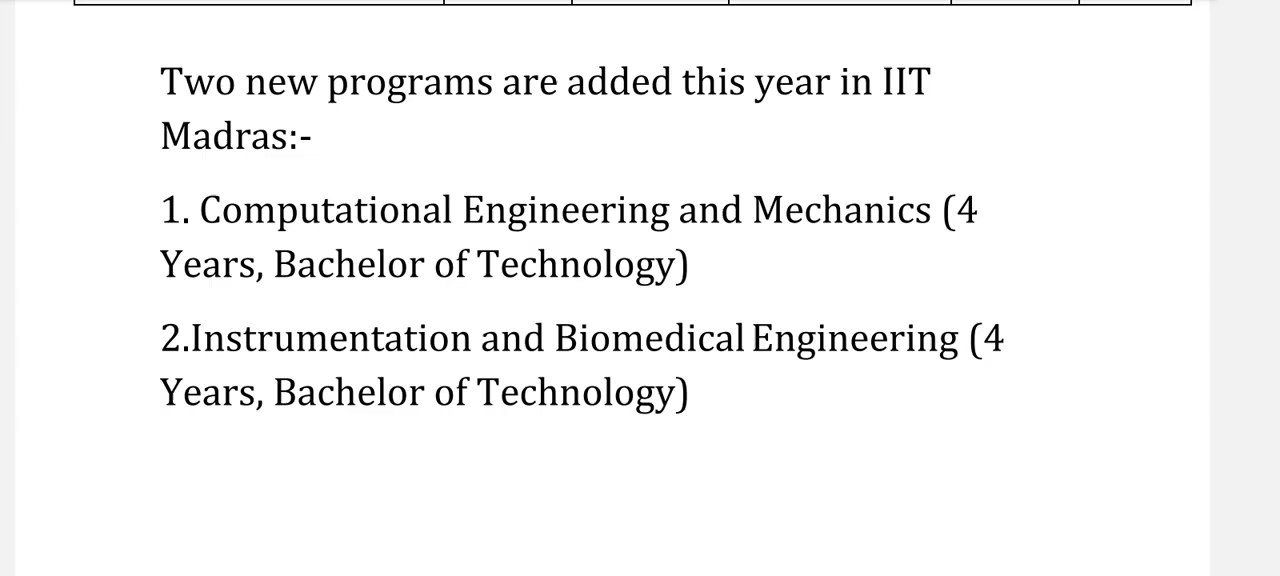 Two new programs are added this year in IIT
Madras:-
1. Computational Engineering and Mechanics (4
Years, Bachelor of Technology)
2.Instrumentation and Biomedical Engineering (4
Years, Bachelor of Technology)